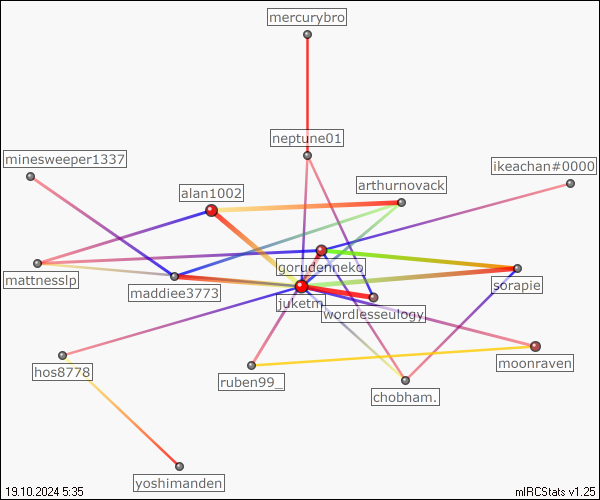 mercurybro
neptune01
minesweeper1337
ikeachan#0000
alan1002
arthurnovack
gorudenneko
mattnesslp
maddiee3773
sorapie
juketm
wordlesseulogy
moonraven
hos8778
ruben99_
chobham.
yoshimanden
19.10.2024 5:35
mIRCStats v1.25